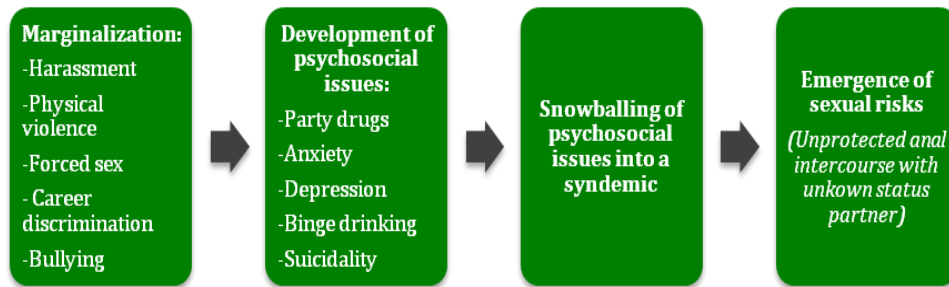 Marginalization:
-Harassment
-Physical
violence
-Forced sex
- Career
discrimination
-Bullying
Development of
psychosocial
issues:
-Party drugs
-Anxiety
-Depression
-Binge drinking
-Suicidality
Snowballing of
psychosocial
issues into a
syndemic
Emergence of
sexual risks
(Unprotected anal
intercourse with
unkown status
partner)